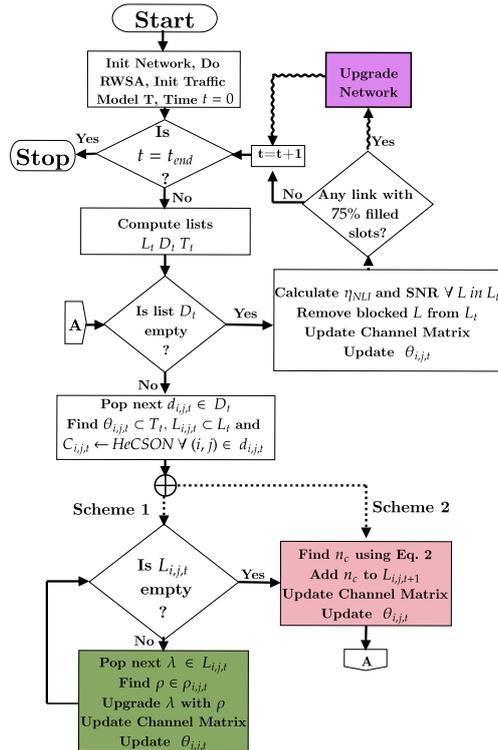 Start
Init Network, Do
RWSA, Init Traffic
Model T, Time t = 0
Upgrade
Network
Is
t = t_end
?
Yes
Stop
t=t+1
Yes
No
No
Any link with
75% filled
slots?
Compute lists
L_t D_t T_t
A
Is list D_t
empty
?
Yes
Calculate η_NLI and SNR ∀ L in L_t
Remove blocked L from L_t
Update Channel Matrix
Update θ_i,j,t
No
Pop next d_i,j,t ∈ D_t
Find θ_i,j,t ⊂ T_t, L_i,j,t ⊂ L_t and
C_i,j,t ← HeCSON ∀ (i, j) ∈ d_i,j,t
Scheme 1
Scheme 2
Is L_i,j,t
empty
?
Yes
Find n_c using Eq. 2
Add n_c to L_i,j,t+1
Update Channel Matrix
Update θ_i,j,t
No
A
Pop next λ ∈ L_i,j,t
Find ρ ∈ ρ_i,j,t
Upgrade λ with ρ
Update Channel Matrix
Update θ_i,j,t